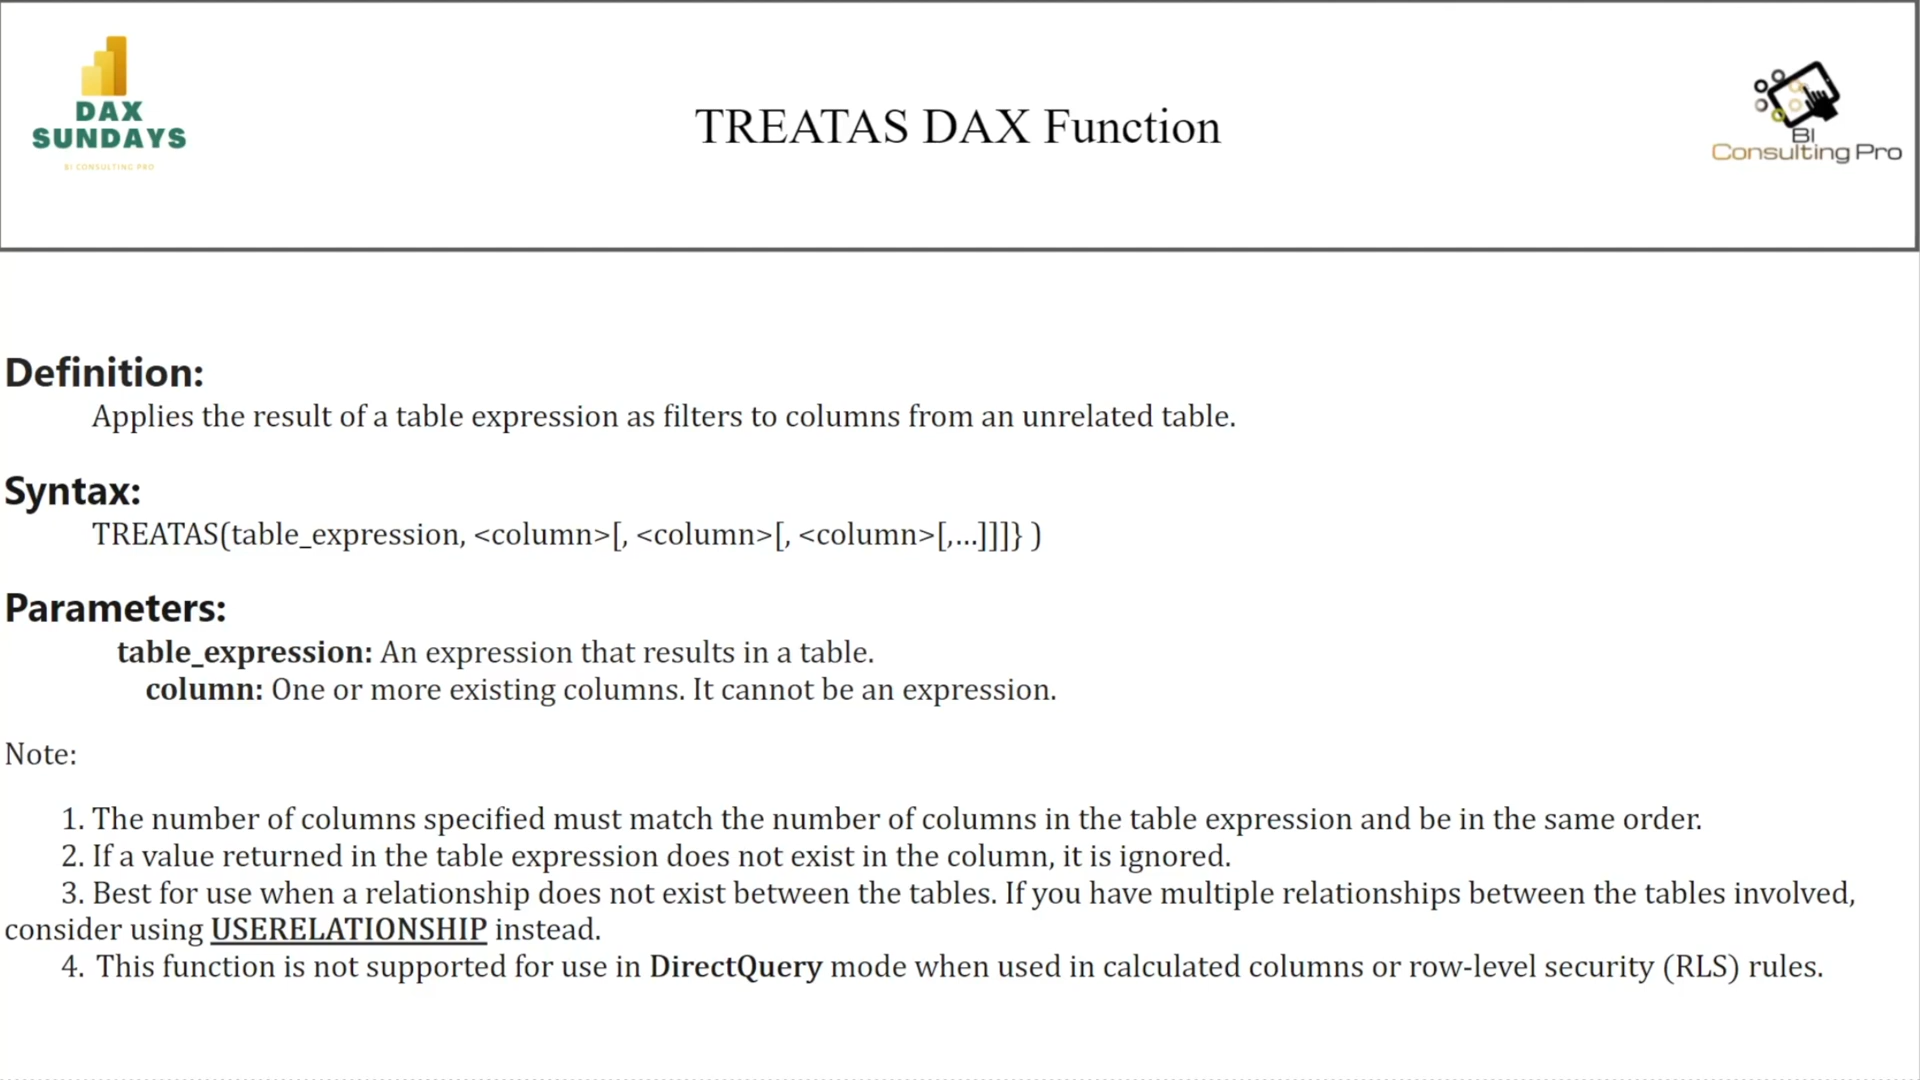 DAX
SUNDAYS
BI CONSULTING PRO
TREATAS DAX Function
BI
Consulting Pro
Definition:
Applies the result of a table expression as filters to columns from an unrelated table.
Syntax:
TREATAS(table_expression, <column>[, <column>[, <column>[,…]]]} )
Parameters:
table_expression: An expression that results in a table.
column: One or more existing columns. It cannot be an expression.
Note:
1. The number of columns specified must match the number of columns in the table expression and be in the same order.
2. If a value returned in the table expression does not exist in the column, it is ignored.
3. Best for use when a relationship does not exist between the tables. If you have multiple relationships between the tables involved,
consider using USERELATIONSHIP instead.
4. This function is not supported for use in DirectQuery mode when used in calculated columns or row-level security (RLS) rules.